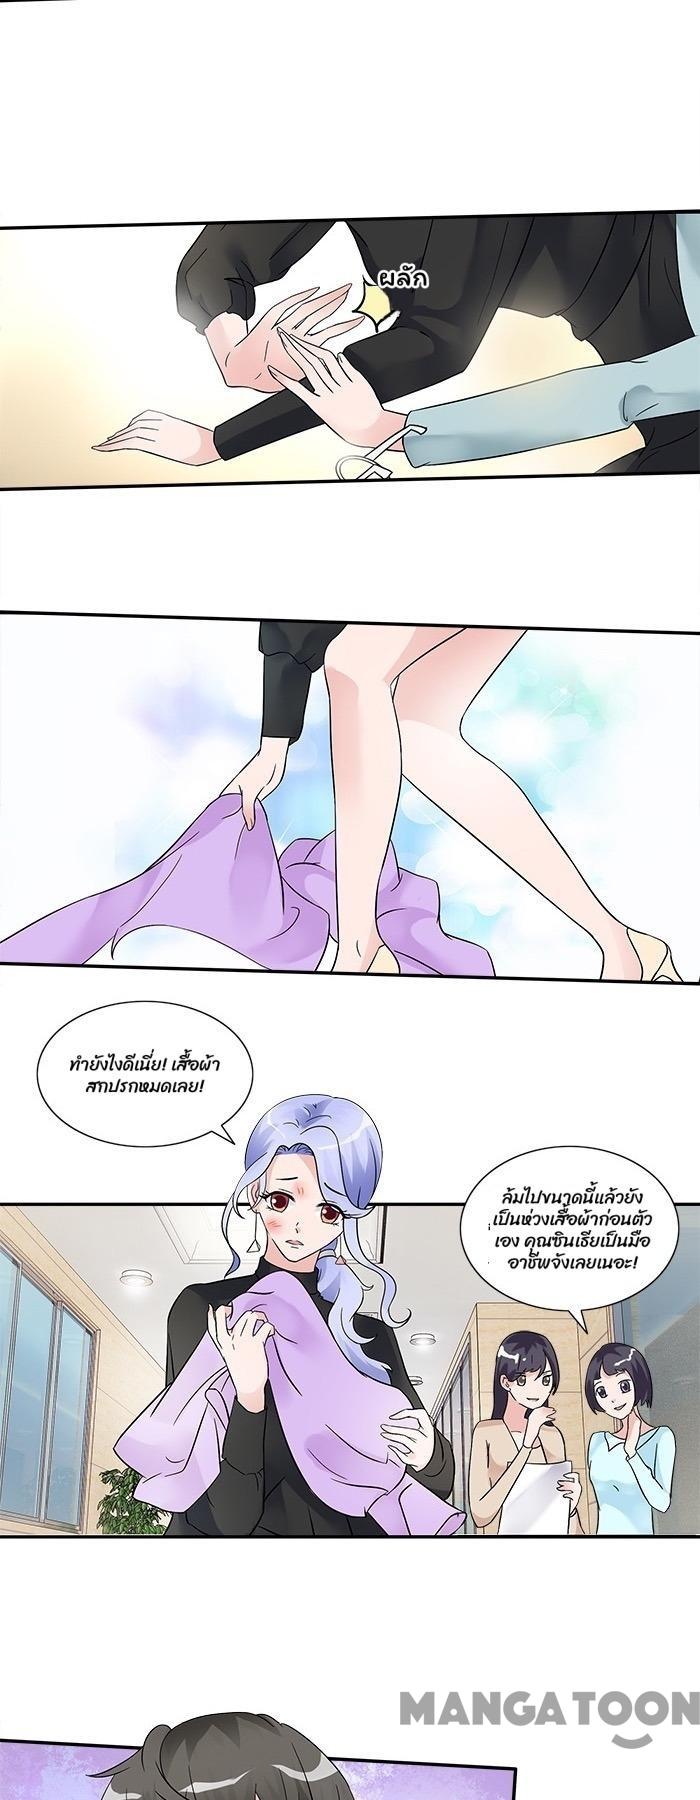 ผลัก
ทำยังไงดีเนี่ย! เสื้อผ้า
สกปรกหมดเลย!
ล้มไปขนาดนี้แล้วยัง
เป็นห่วงเสื้อผ้าก่อนตัว
เอง คุณซินเธียเป็นมือ
อาชีพจังเลยเนอะ!
MANGATOON